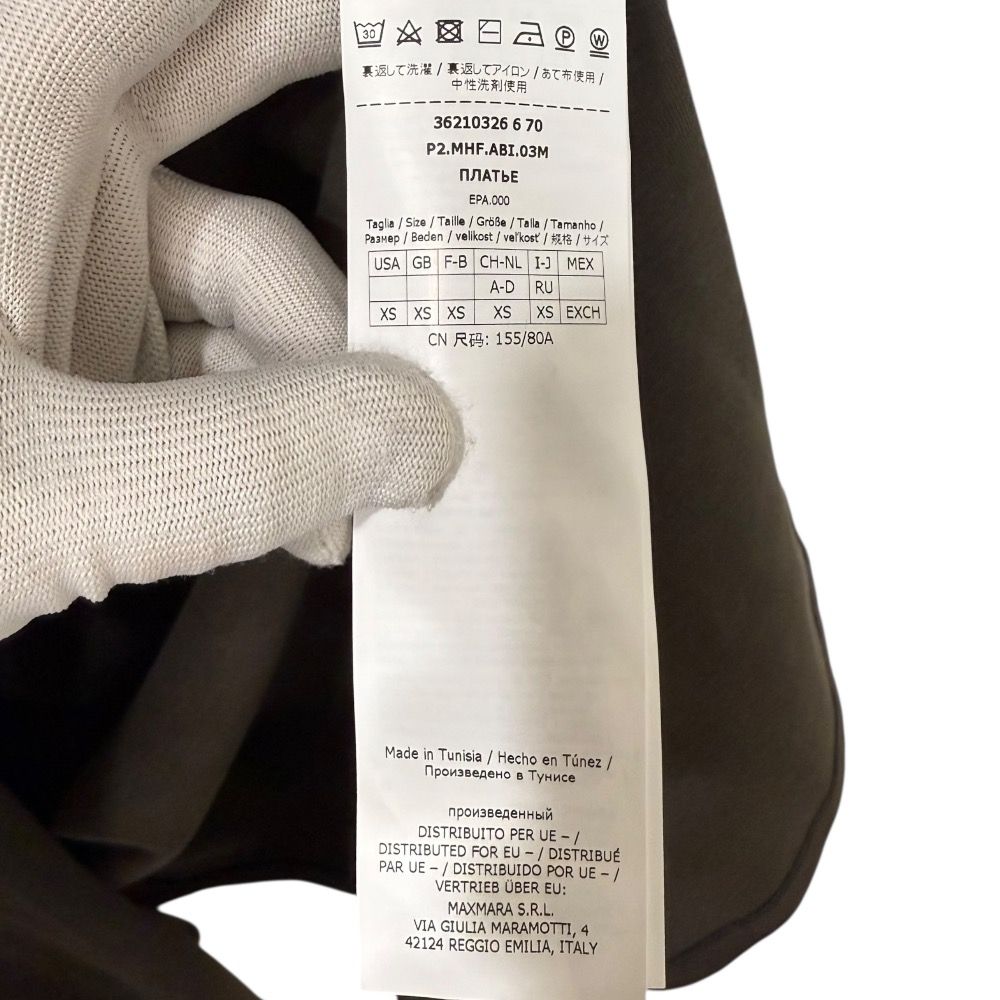 30 P W
裏返して洗濯 / 裏返してアイロン / あて布使用 /
中性洗剤使用
36210326 6 70
P2.MHF.ABI.03M
ПЛАТЬЕ
EPA.000
Taglia / Size / Taille / Größe / Talla / Tamanho /
Размер / Beden / velikost / veľkosť / 规格 / サイズ
USA GB F-B CH-NL I-J MEX
A-D RU
XS XS XS XS XS EXCH
CN 尺码: 155/80A
Made in Tunisia / Hecho en Túnez /
Произведено в Тунисе
произведенный
DISTRIBUITO PER UE – /
DISTRIBUTED FOR EU – / DISTRIBUÉ
PAR UE – / DISTRIBUIDO POR UE – /
VERTRIEB ÜBER EU:
MAXMARA S.R.L.
VIA GIULIA MARAMOTTI, 4
42124 REGGIO EMILIA, ITALY